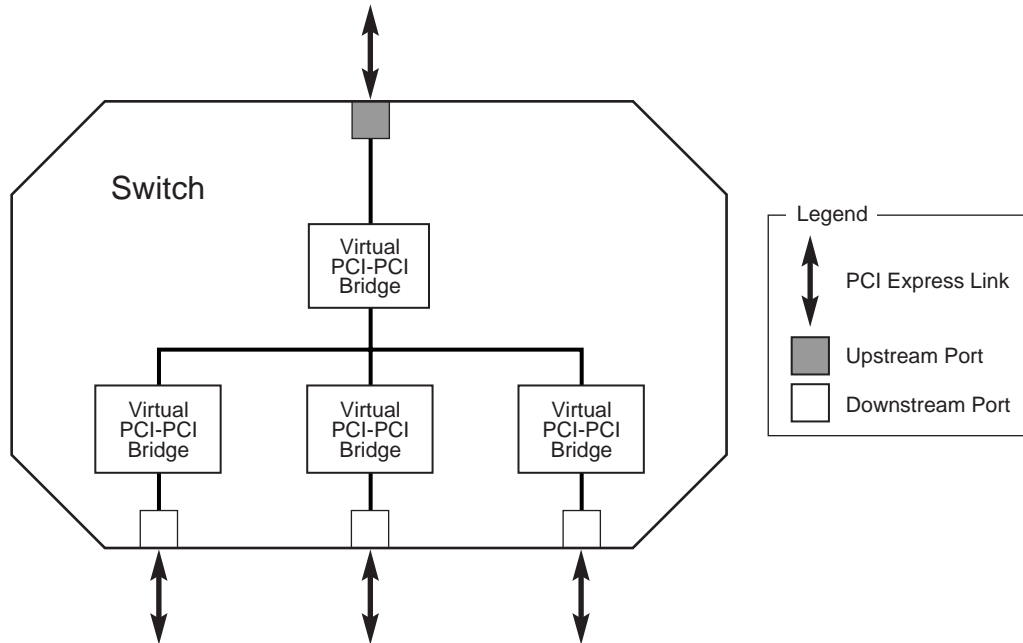 Switch
Virtual
PCI-PCI
Bridge
Virtual
PCI-PCI
Bridge
Virtual
PCI-PCI
Bridge
Virtual
PCI-PCI
Bridge
Legend
PCI Express Link
Upstream Port
Downstream Port